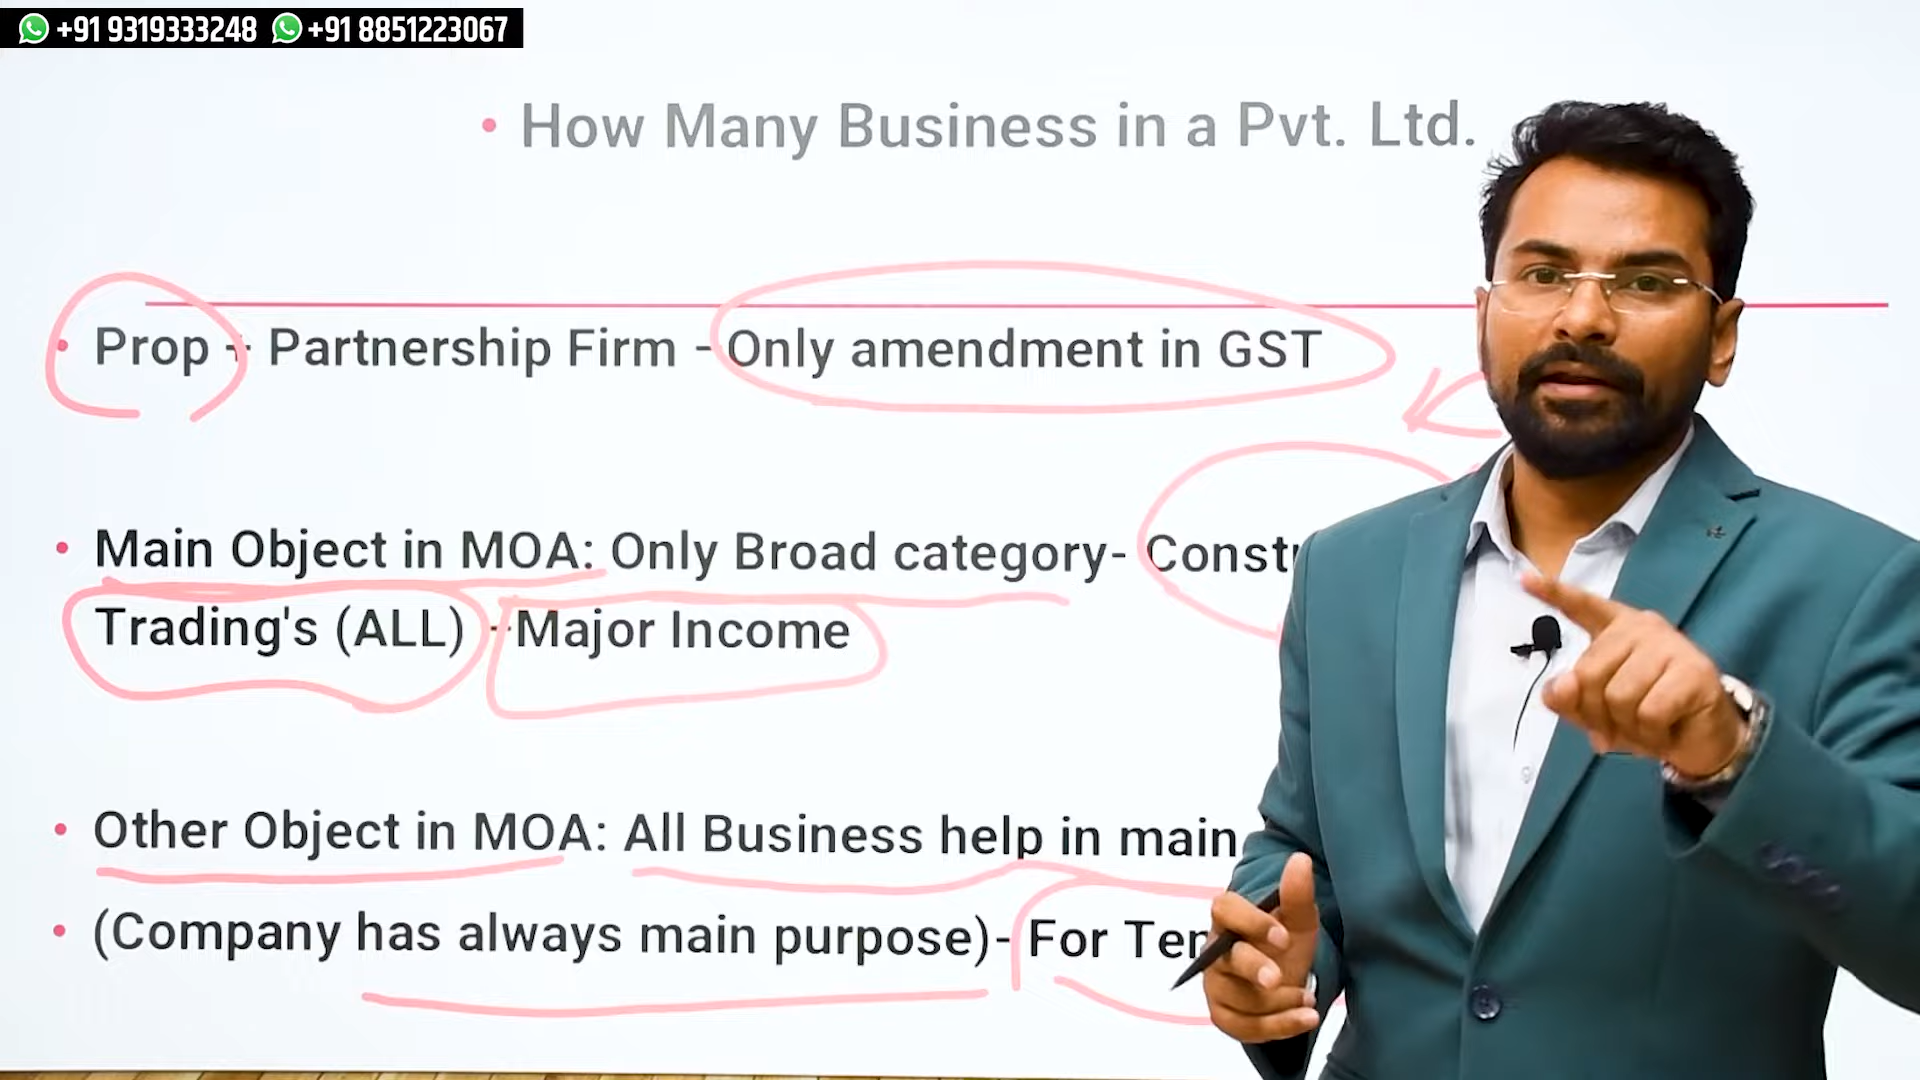 +91 9319333248 +91 8851223067
• How Many Business in a Pvt. Ltd.
• Prop + Partnership Firm - Only amendment in GST
• Main Object in MOA: Only Broad category-
Trading's (ALL) - Major Income
• Other Object in MOA: All Business help in main
• (Company has always main purpose)- For